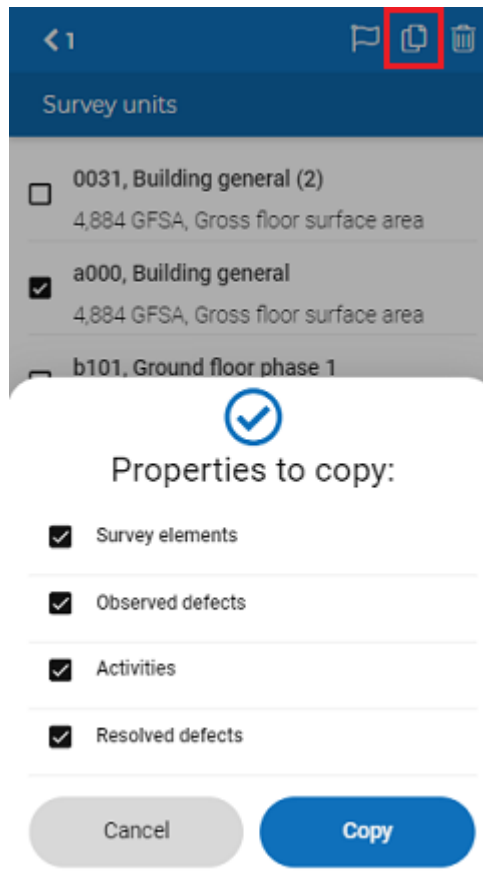 1
Survey units
0031, Building general (2)
4,884 GFSA, Gross floor surface area
a000, Building general
4,884 GFSA, Gross floor surface area
b101, Ground floor phase 1
Properties to copy:
Survey elements
Observed defects
Activities
Resolved defects
Cancel Copy